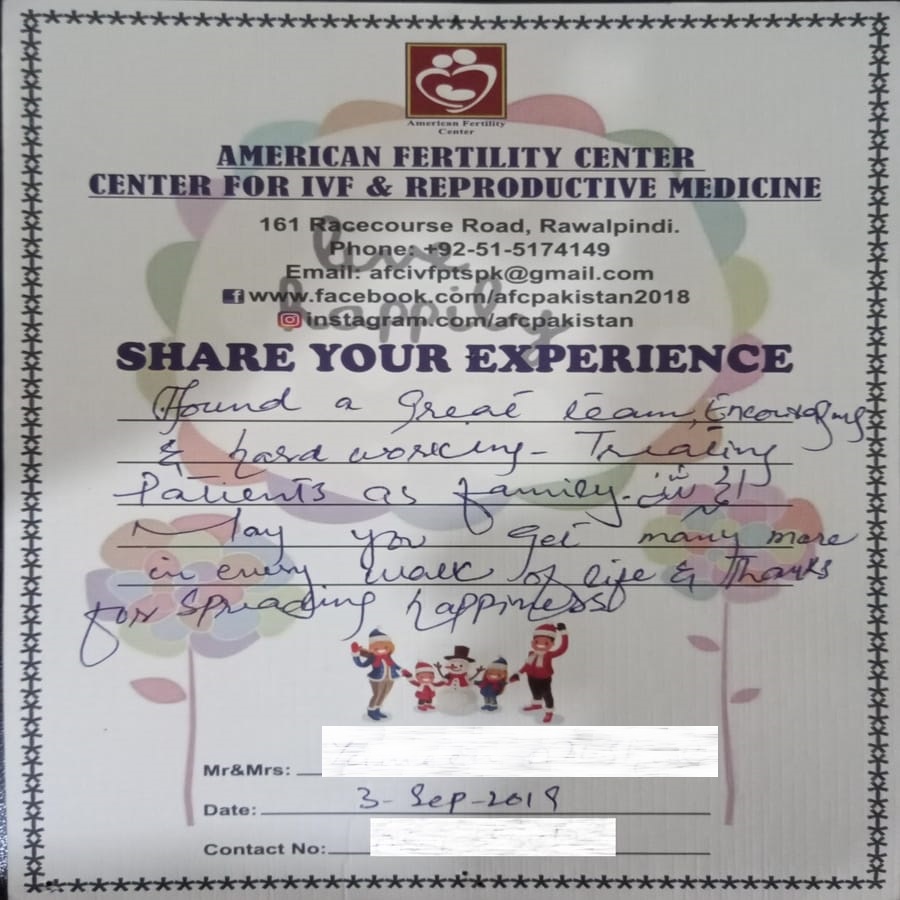 American Fertility
Center
AMERICAN FERTILITY CENTER
CENTER FOR IVF & REPRODUCTIVE MEDICINE
161 Racecourse Road, Rawalpindi.
Phone: +92-51-5174149
Email: afcivfptspk@gmail.com
www.facebook.com/afcpakistan2018
instagram.com/afcpakistan
live
happily
SHARE YOUR EXPERIENCE
found a Great team, Encouraging
& hard working - Treating
Patients as family.
May you get many more
in every walk of life & Thanks
for Spreading happiness!
Mr&Mrs:
Date: 3-Sep-2019
Contact No: